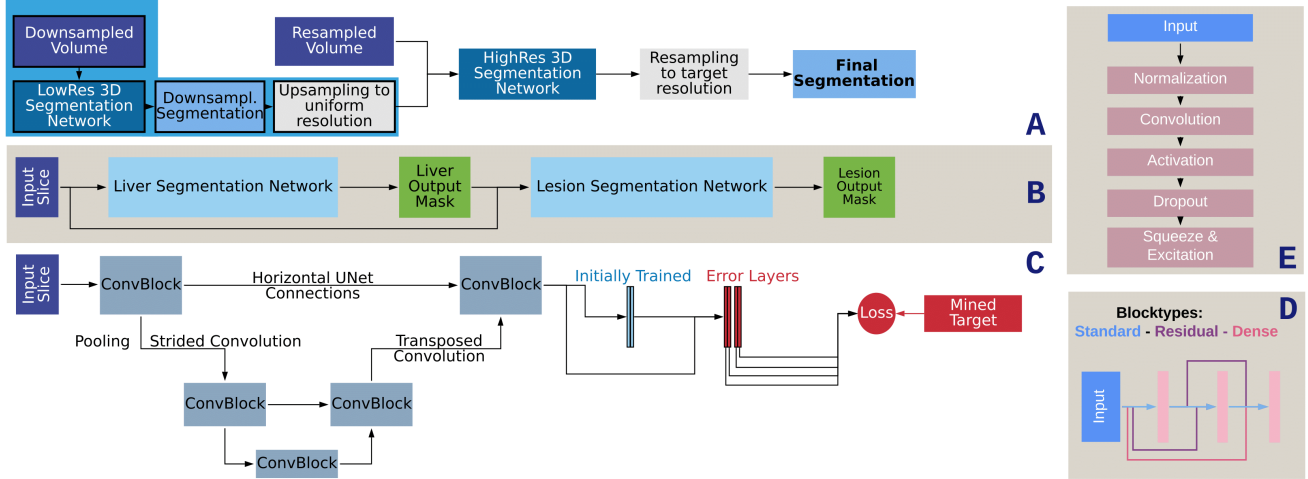 Downsampled
Volume
LowRes 3D
Segmentation
Network
Downsampl.
Segmentation
Upsampling to
uniform
resolution
Resampled
Volume
HighRes 3D
Segmentation
Network
Resampling
to target
resolution
Final
Segmentation
A
Input
Slice
Liver Segmentation Network
Liver
Output
Mask
Lesion Segmentation Network
Lesion
Output
Mask
B
Input
Slice
ConvBlock
Horizontal UNet
Connections
ConvBlock
Pooling
Strided Convolution
Transposed
Convolution
ConvBlock
ConvBlock
ConvBlock
Initially Trained
Error Layers
Loss
Mined
Target
C
Input
Normalization
Convolution
Activation
Dropout
Squeeze &
Excitation
E
Blocktypes:
Standard - Residual - Dense
Input
D